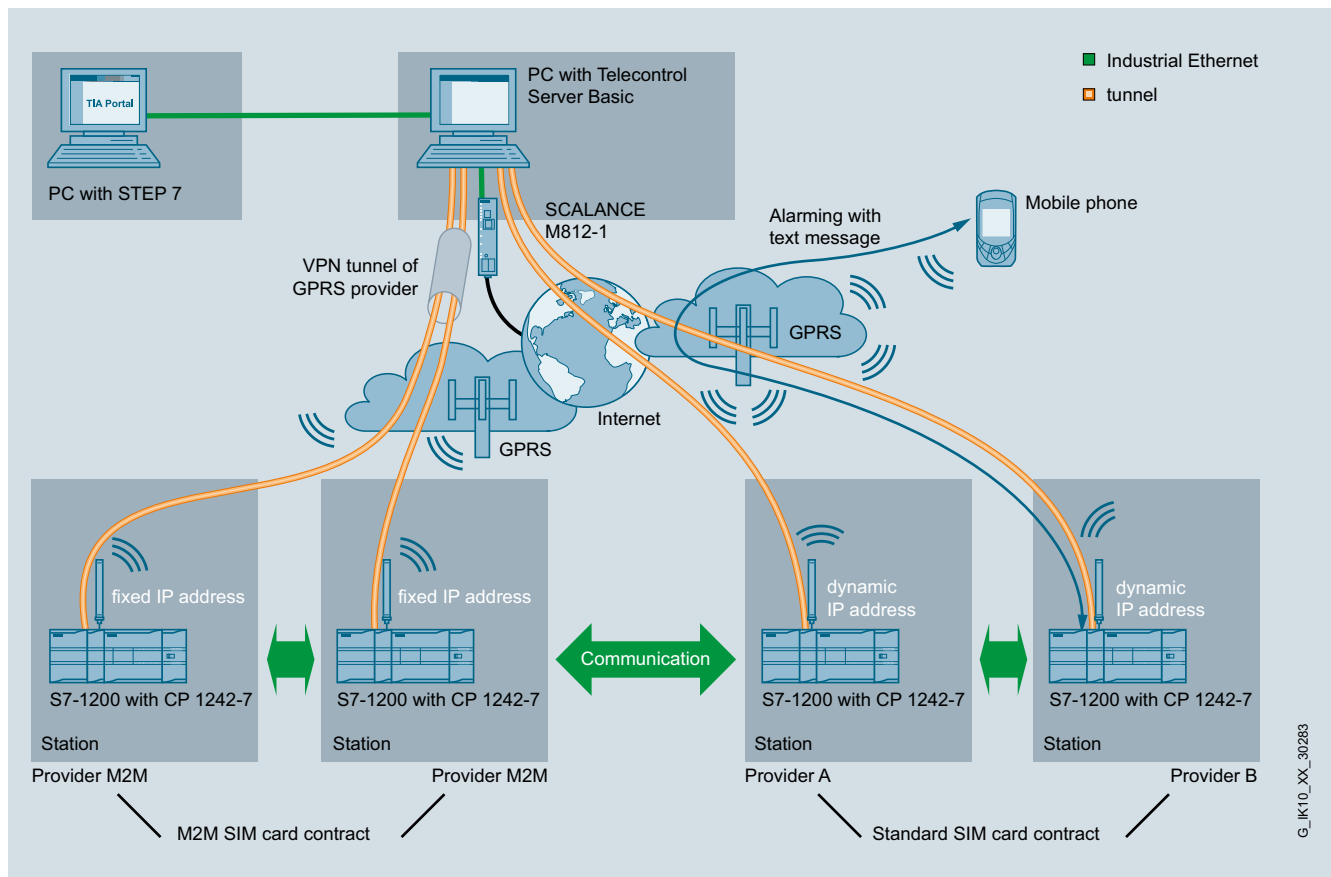 TIA Portal
PC with STEP 7
PC with Telecontrol
Server Basic
Industrial Ethernet
tunnel
SCALANCE
M812-1
VPN tunnel of
GPRS provider
Alarming with
text message
Mobile phone
GPRS
Internet
GPRS
fixed IP address
S7-1200 with CP 1242-7
Station
Provider M2M
fixed IP address
S7-1200 with CP 1242-7
Station
Provider M2M
Communication
dynamic
IP address
S7-1200 with CP 1242-7
Station
Provider A
dynamic
IP address
S7-1200 with CP 1242-7
Station
Provider B
M2M SIM card contract
Standard SIM card contract
G_IK10_XX_30283